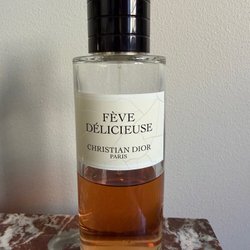 FÈVE
DÉLICIEUSE
CHRISTIAN DIOR
PARIS